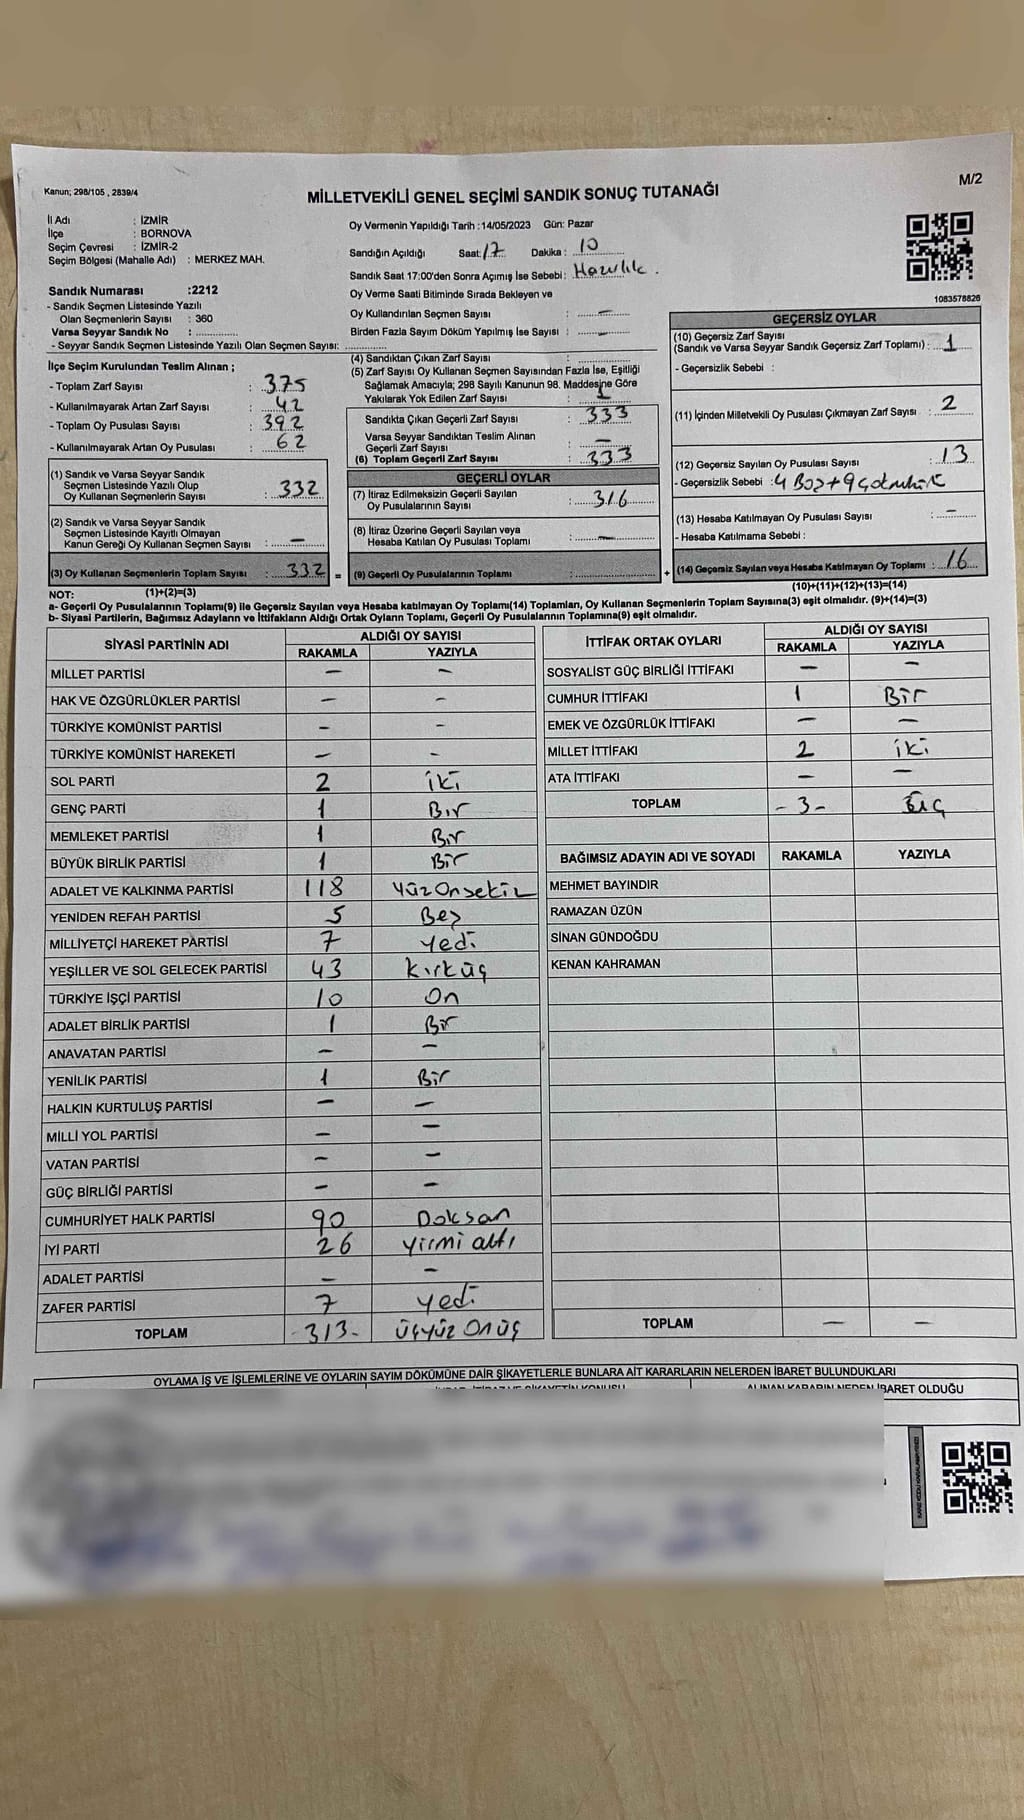 Kanun; 298/105 , 2839/4
MİLLETVEKİLİ GENEL SEÇİMİ SANDIK SONUÇ TUTANAĞI
M/2
İl Adı : İZMİR
İlçe : BORNOVA
Seçim Çevresi : İZMİR-2
Seçim Bölgesi (Mahalle Adı) : MERKEZ MAH.
Oy Vermenin Yapıldığı Tarih :14/05/2023 Gün: Pazar
Sandığın Açıldığı Saat: 17 Dakika : 10
Sandık Saat 17:00'den Sonra Açımış İse Sebebi: Hazırlık .
1083578826
Sandık Numarası :2212
- Sandık Seçmen Listesinde Yazılı
Olan Seçmenlerin Sayısı : 360
Varsa Seyyar Sandık No :
- Seyyar Sandık Seçmen Listesinde Yazılı Olan Seçmen Sayısı:
Oy Verme Saati Bitiminde Sırada Bekleyen ve
Oy Kullandırılan Seçmen Sayısı : -
Birden Fazla Sayım Döküm Yapılmış İse Sayısı : -
İlçe Seçim Kurulundan Teslim Alınan ;
- Toplam Zarf Sayısı : 375
- Kullanılmayarak Artan Zarf Sayısı : 42
- Toplam Oy Pusulası Sayısı : 392
- Kullanılmayarak Artan Oy Pusulası : 62
(4) Sandıktan Çıkan Zarf Sayısı :
(5) Zarf Sayısı Oy Kullanan Seçmen Sayısından Fazla İse, Eşitliği
Sağlamak Amacıyla; 298 Sayılı Kanunun 98. Maddesine Göre
Yakılarak Yok Edilen Zarf Sayısı : 1
Sandıkta Çıkan Geçerli Zarf Sayısı : 333
Varsa Seyyar Sandıktan Teslim Alınan
Geçerli Zarf Sayısı : -
(6) Toplam Geçerli Zarf Sayısı : 333
GEÇERSİZ OYLAR
(10) Geçersiz Zarf Sayısı
(Sandık ve Varsa Seyyar Sandık Geçersiz Zarf Toplamı) : 1
- Geçersizlik Sebebi :
(11) İçinden Milletvekili Oy Pusulası Çıkmayan Zarf Sayısı : 2
(12) Geçersiz Sayılan Oy Pusulası Sayısı : 13
- Geçersizlik Sebebi : 4 Boş + 9
(13) Hesaba Katılmayan Oy Pusulası Sayısı : -
- Hesaba Katılmama Sebebi :
(14) Geçersiz Sayılan veya Hesaba Katılmayan Oy Toplamı : 16
(10)+(11)+(12)+(13)=(14)
(1) Sandık ve Varsa Seyyar Sandık
Seçmen Listesinde Yazılı Olup
Oy Kullanan Seçmenlerin Sayısı : 332
(2) Sandık ve Varsa Seyyar Sandık
Seçmen Listesinde Kayıtlı Olmayan
Kanun Gereği Oy Kullanan Seçmen Sayısı : -
(3) Oy Kullanan Seçmenlerin Toplam Sayısı : 332 =
GEÇERLİ OYLAR
(7) İtiraz Edilmeksizin Geçerli Sayılan
Oy Pusulalarının Sayısı : 316
(8) İtiraz Üzerine Geçerli Sayılan veya
Hesaba Katılan Oy Pusulası Toplamı : -
(9) Geçerli Oy Pusulalarının Toplamı : +
NOT: (1)+(2)=(3)
a- Geçerli Oy Pusulalarının Toplamı(9) ile Geçersiz Sayılan veya Hesaba katılmayan Oy Toplamı(14) Toplamları, Oy Kullanan Seçmenlerin Toplam Sayısına(3) eşit olmalıdır. (9)+(14)=(3)
b- Siyasi Partilerin, Bağımsız Adayların ve İttifakların Aldığı Ortak Oyların Toplamı, Geçerli Oy Pusulalarının Toplamına(9) eşit olmalıdır.
SİYASİ PARTİNİN ADI ALDIĞI OY SAYISI
RAKAMLA YAZIYLA
MİLLET PARTİSİ - -
HAK VE ÖZGÜRLÜKLER PARTİSİ - -
TÜRKİYE KOMÜNİST PARTİSİ - -
TÜRKİYE KOMÜNİST HAREKETİ - -
SOL PARTİ 2 iki
GENÇ PARTİ 1 Bir
MEMLEKET PARTİSİ 1 Bir
BÜYÜK BİRLİK PARTİSİ 1 Bir
ADALET VE KALKINMA PARTİSİ 118 YüzOnsekiz
YENİDEN REFAH PARTİSİ 5 Beş
MİLLİYETÇİ HAREKET PARTİSİ 7 yedi
YEŞİLLER VE SOL GELECEK PARTİSİ 43 kırküç
TÜRKİYE İŞÇİ PARTİSİ 10 On
ADALET BİRLİK PARTİSİ 1 Bir
ANAVATAN PARTİSİ - -
YENİLİK PARTİSİ 1 Bir
HALKIN KURTULUŞ PARTİSİ - -
MİLLİ YOL PARTİSİ - -
VATAN PARTİSİ - -
GÜÇ BİRLİĞİ PARTİSİ - -
CUMHURİYET HALK PARTİSİ 90 Doksan
İYİ PARTİ 26 yirmi altı
ADALET PARTİSİ - -
ZAFER PARTİSİ 7 yedi
TOPLAM -313- üçyüz Onüç
İTTİFAK ORTAK OYLARI ALDIĞI OY SAYISI
RAKAMLA YAZIYLA
SOSYALİST GÜÇ BİRLİĞİ İTTİFAKI - -
CUMHUR İTTİFAKI 1 Bir
EMEK VE ÖZGÜRLÜK İTTİFAKI - -
MİLLET İTTİFAKI 2 iki
ATA İTTİFAKI - -
TOPLAM -3- üç
BAĞIMSIZ ADAYIN ADI VE SOYADI RAKAMLA YAZIYLA
MEHMET BAYINDIR
RAMAZAN ÜZÜN
SİNAN GÜNDOĞDU
KENAN KAHRAMAN
TOPLAM - -
OYLAMA İŞ VE İŞLEMLERİNE VE OYLARIN SAYIM DÖKÜMÜNE DAİR ŞİKAYETLERLE BUNLARA AİT KARARLARIN NELERDEN İBARET BULUNDUKLARI
ALINAN KARARIN NEDEN İBARET OLDUĞU